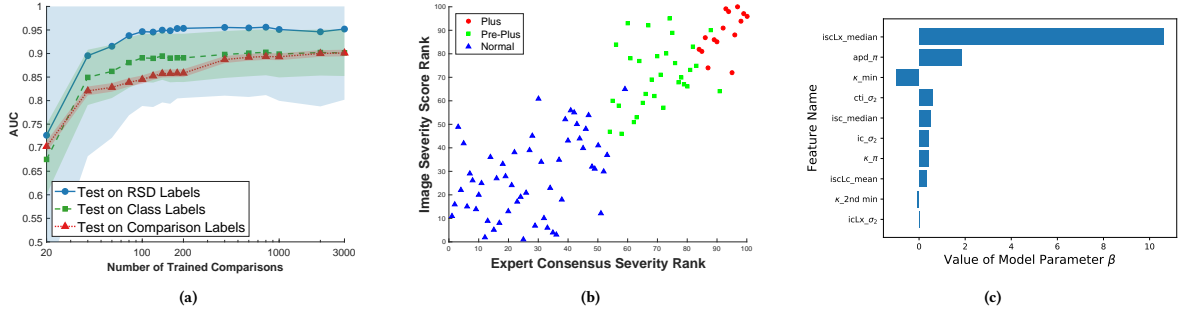 1
0.95
0.9
0.85
0.8
0.75
0.7
0.65
0.6
0.55
0.5
AUC
Test on RSD Labels
Test on Class Labels
Test on Comparison Labels
20 100 200 1000 3000
Number of Trained Comparisons
(a)
100
90
80
70
60
50
40
30
20
10
0
Image Severity Score Rank
Plus
Pre-Plus
Normal
0 10 20 30 40 50 60 70 80 90 100
Expert Consensus Severity Rank
(b)
Feature Name
iscLx_median
apd_π
κ_min
cti_σ₂
isc_median
ic_σ₂
κ_π
iscLc_mean
κ_2nd min
icLx_σ₂
0 2 4 6 8 10
Value of Model Parameter β
(c)